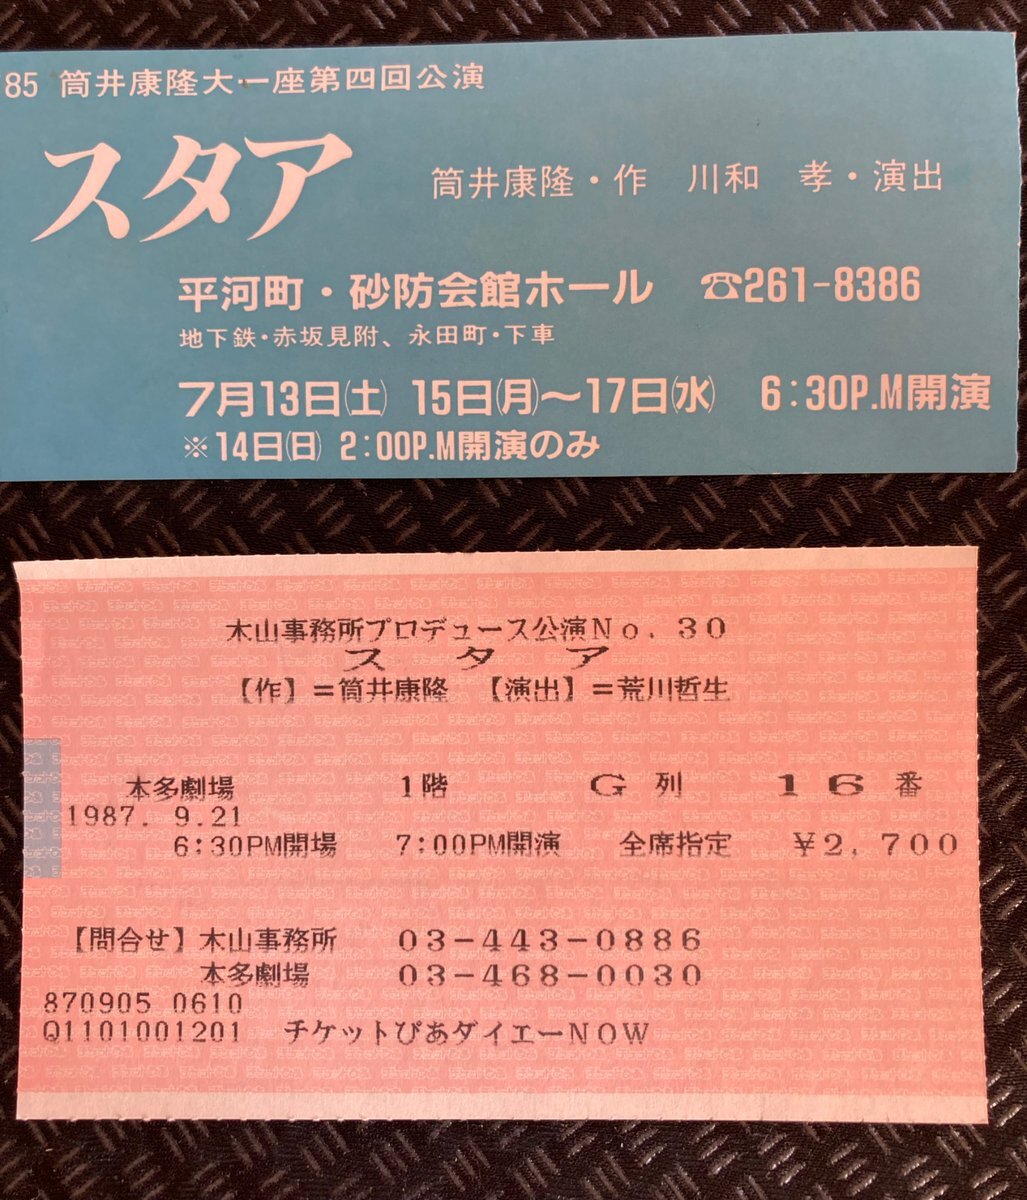 85 筒井康隆大一座第四回公演
スタア
筒井康隆・作 川和 孝・演出
平河町・砂防会館ホール ☎261-8386
地下鉄・赤坂見附、永田町・下車
7月13日(土) 15日(月)〜17日(水) 6:30P.M開演
※14日(日) 2:00P.M開演のみ
木山事務所プロデュース公演No.30
スタア
【作】=筒井康隆 【演出】=荒川哲生
本多劇場 1階 G列 16番
1987. 9.21
6:30PM開場 7:00PM開演 全席指定 ¥2,700
【問合せ】木山事務所 03-443-0886
本多劇場 03-468-0030
870905 0610
Q1101001201 チケットぴあダイエーNOW